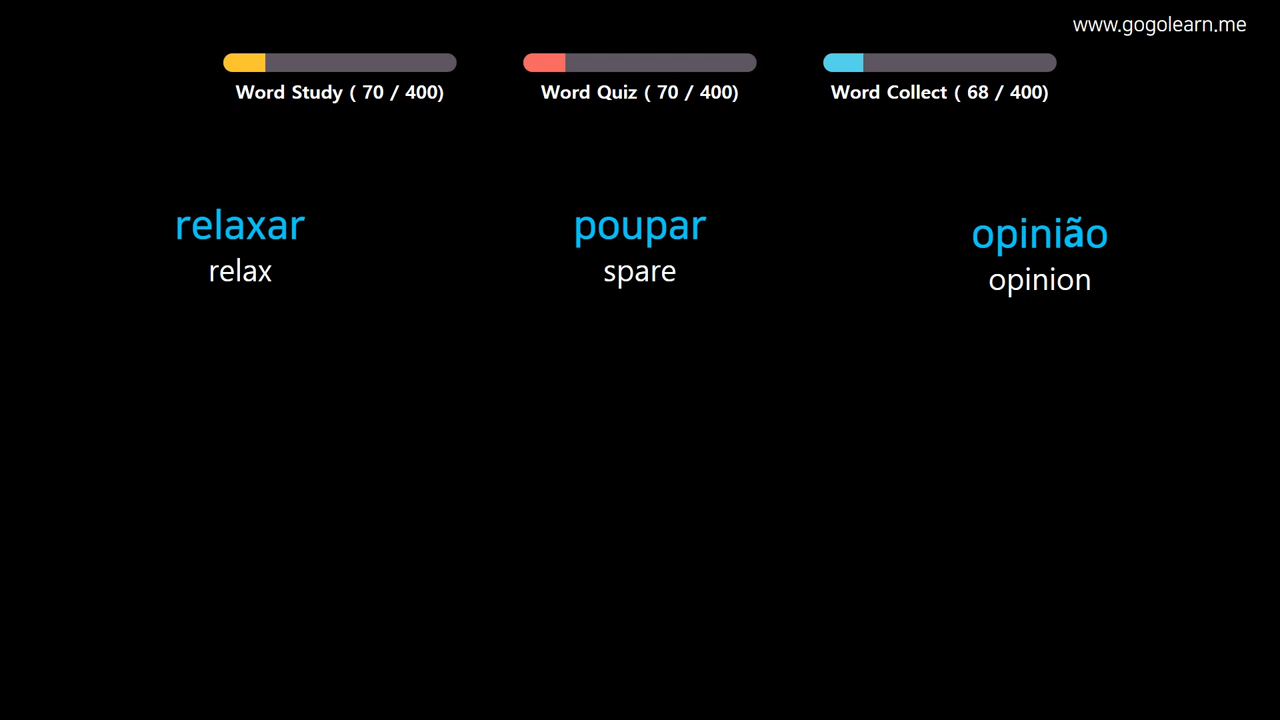 www.gogolearn.me
Word Study ( 70 / 400)
Word Quiz ( 70 / 400)
Word Collect ( 68 / 400)
relaxar
relax
poupar
spare
opinião
opinion